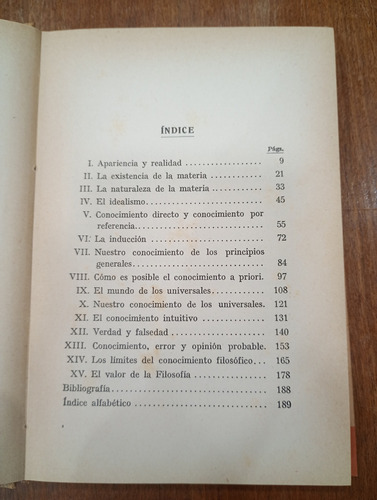 ÍNDICE
Págs.
I. Apariencia y realidad .................. 9
II. La existencia de la materia ............ 21
III. La naturaleza de la materia ............ 33
IV. El idealismo ........................... 45
V. Conocimiento directo y conocimiento por
referencia.............................. 55
VI. La inducción ........................... 72
VII. Nuestro conocimiento de los principios
generales............................... 84
VIII. Cómo es posible el conocimiento a priori. 97
IX. El mundo de los universales ............ 108
X. Nuestro conocimiento de los universales. 121
XI. El conocimiento intuitivo .............. 131
XII. Verdad y falsedad ...................... 140
XIII. Conocimiento, error y opinión probable. 153
XIV. Los límites del conocimiento filosófico. 165
XV. El valor de la Filosofía ............... 178
Bibliografía ............................... 188
Índice alfabético .......................... 189